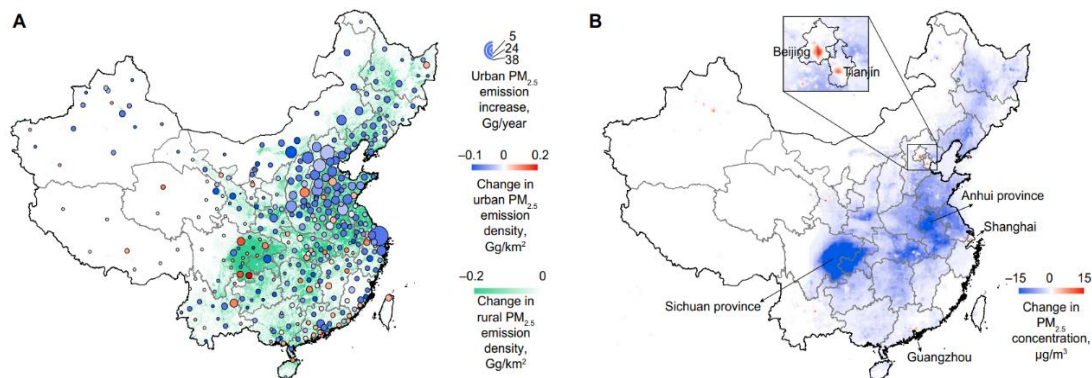 A
5
24
38
Urban PM2.5
emission
increase,
Gg/year
–0.1 0.2
Change in
urban PM2.5
emission
density,
Gg/km2
–0.2 0
Change in
rural PM2.5
emission
density,
Gg/km2
B
Beijing
Tianjin
Anhui province
Shanghai
Sichuan province
Guangzhou
–15 0 15
Change in
PM2.5
concentration,
μg/m3